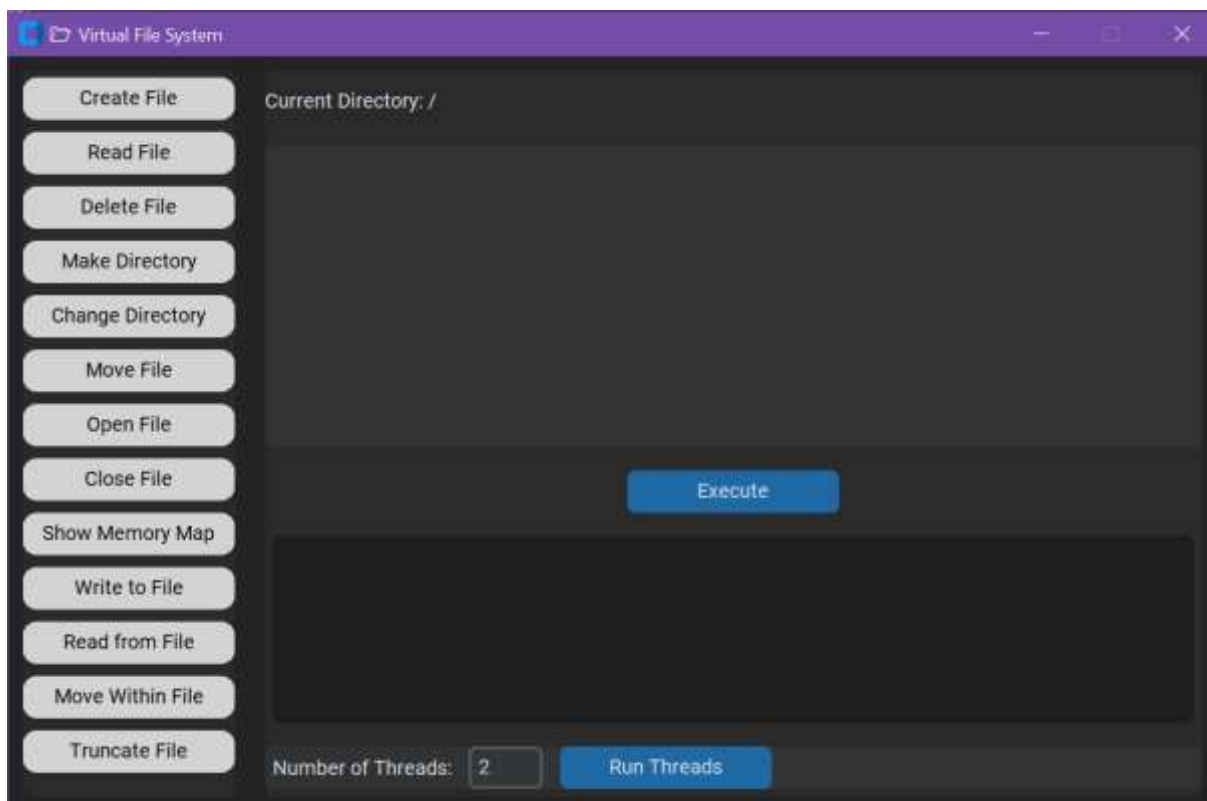 Virtual File System
Create File
Read File
Delete File
Make Directory
Change Directory
Move File
Open File
Close File
Show Memory Map
Write to File
Read from File
Move Within File
Truncate File
Current Directory: /
Execute
Number of Threads: 2 Run Threads